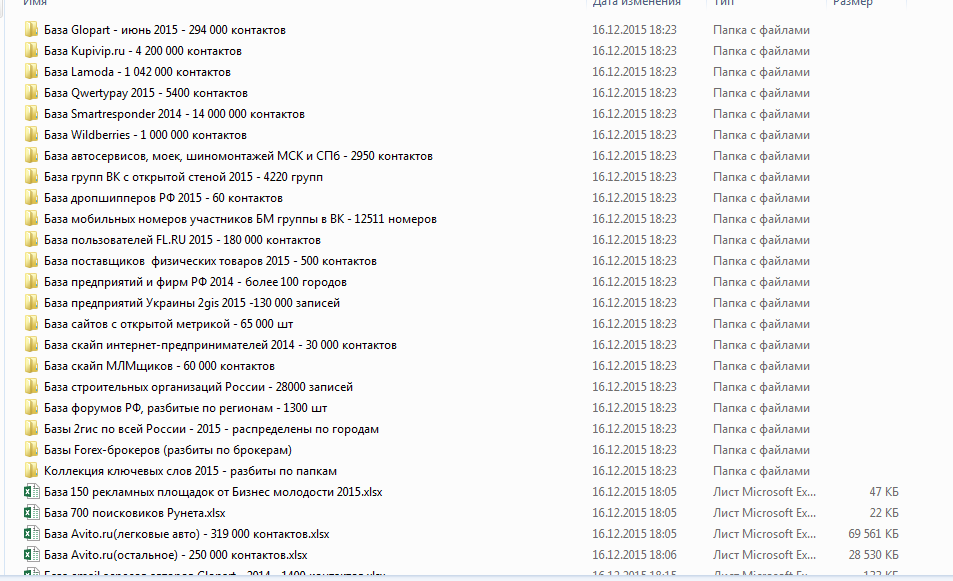 Имя Дата изменения Тип Размер
База Glopart - июнь 2015 - 294 000 контактов 16.12.2015 18:23 Папка с файлами
База Kupivip.ru - 4 200 000 контактов 16.12.2015 18:23 Папка с файлами
База Lamoda - 1 042 000 контактов 16.12.2015 18:23 Папка с файлами
База Qwertypay 2015 - 5400 контактов 16.12.2015 18:23 Папка с файлами
База Smartresponder 2014 - 14 000 000 контактов 16.12.2015 18:23 Папка с файлами
База Wildberries - 1 000 000 контактов 16.12.2015 18:23 Папка с файлами
База автосервисов, моек, шиномонтажей МСК и СПб - 2950 контактов 16.12.2015 18:23 Папка с файлами
База групп ВК с открытой стеной 2015 - 4220 групп 16.12.2015 18:23 Папка с файлами
База дропшипперов РФ 2015 - 60 контактов 16.12.2015 18:23 Папка с файлами
База мобильных номеров участников БМ группы в ВК - 12511 номеров 16.12.2015 18:23 Папка с файлами
База пользователей FL.RU 2015 - 180 000 контактов 16.12.2015 18:23 Папка с файлами
База поставщиков  физических товаров 2015 - 500 контактов 16.12.2015 18:23 Папка с файлами
База предприятий и фирм РФ 2014 - более 100 городов 16.12.2015 18:23 Папка с файлами
База предприятий Украины 2gis 2015 -130 000 записей 16.12.2015 18:23 Папка с файлами
База сайтов с открытой метрикой - 65 000 шт 16.12.2015 18:23 Папка с файлами
База скайп интернет-предпринимателей 2014 - 30 000 контактов 16.12.2015 18:23 Папка с файлами
База скайп МЛМщиков - 60 000 контактов 16.12.2015 18:23 Папка с файлами
База строительных организаций России - 28000 записей 16.12.2015 18:23 Папка с файлами
База форумов РФ, разбитые по регионам - 1300 шт 16.12.2015 18:23 Папка с файлами
Базы 2гис по всей России - 2015 - распределены по городам 16.12.2015 18:23 Папка с файлами
Базы Forex-брокеров (разбиты по брокерам) 16.12.2015 18:23 Папка с файлами
Коллекция ключевых слов 2015 - разбиты по папкам 16.12.2015 18:23 Папка с файлами
База 150 рекламных площадок от Бизнес молодости 2015.xlsx 16.12.2015 18:05 Лист Microsoft Ex... 47 КБ
База 700 поисковиков Рунета.xlsx 16.12.2015 18:05 Лист Microsoft Ex... 22 КБ
База Avito.ru(легковые авто) - 319 000 контактов.xlsx 16.12.2015 18:05 Лист Microsoft Ex... 69 561 КБ
База Avito.ru(остальное) - 250 000 контактов.xlsx 16.12.2015 18:06 Лист Microsoft Ex... 28 530 КБ
База email адресов авторов Glopart - 2014 - 1400 контактов.xlsx 16.12.2015 18:15 Лист Microsoft Ex... 132 КБ